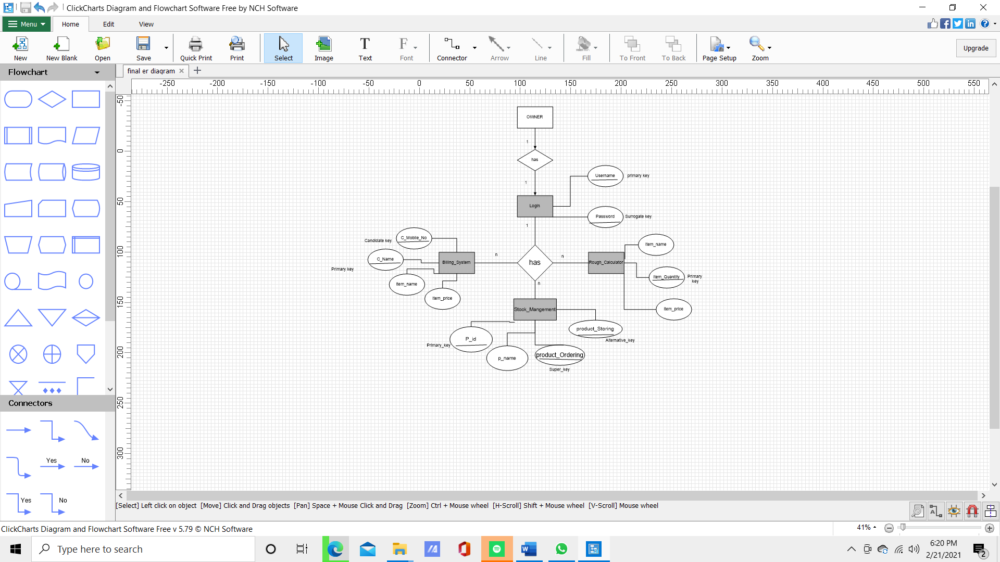 ClickCharts Diagram and Flowchart Software Free by NCH Software
Menu Home Edit View
New New Blank Open Save Quick Print Print Select Image Text Font Connector Arrow Line Fill To Front To Back Page Setup Zoom Upgrade
Flowchart
final er diagram
-250 -200 -150 -100 -50 0 50 100 150 200 250 300 350 400 450 500 550
-50
0
50
100
150
200
250
300
OWNER
1
has
1
Username primary key
Login
Password Surrogate key
1
Candidate key C_Mobile_No
Item_name
C_Name
Primary key
Billing_System
n
has
n
Rough_Calculator
Item_Quantity
Primary
key
Item_name
Item_price
n
Stock_Mangement
Item_price
product_Storing
Alternative_key
P_id
Primary_key
p_name
product_Ordering
Super_key
Connectors
Yes No
Yes No
[Select] Left click on object [Move] Click and Drag objects [Pan] Space + Mouse Click and Drag [Zoom] Ctrl + Mouse wheel [H-Scroll] Shift + Mouse wheel [V-Scroll] Mouse wheel
ClickCharts Diagram and Flowchart Software Free v 5.79 © NCH Software
41%
Type here to search
6:20 PM
2/21/2021
2